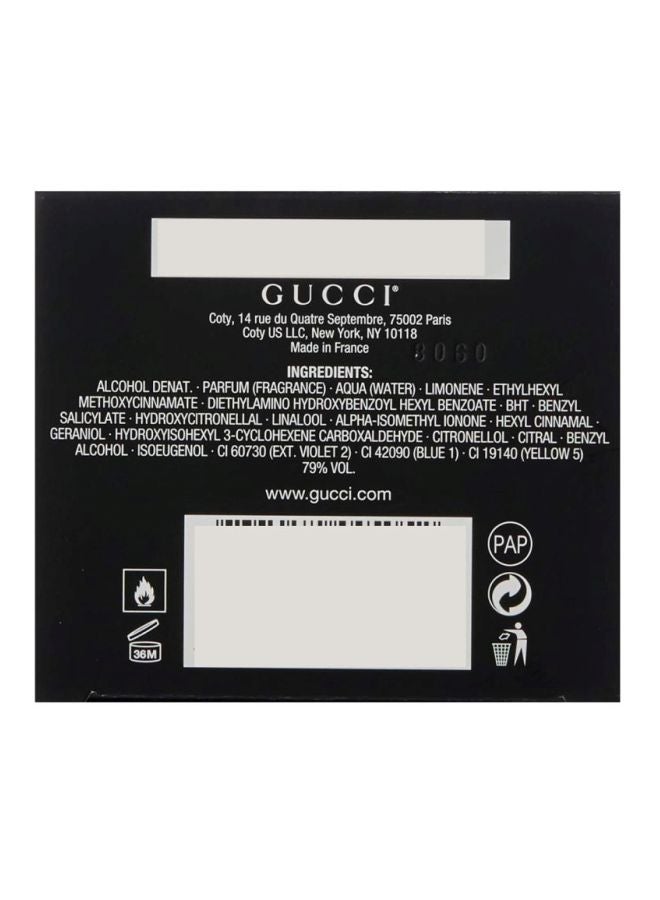 GUCCI®
Coty, 14 rue du Quatre Septembre, 75002 Paris
Coty US LLC, New York, NY 10118
Made in France
8060
INGREDIENTS:
ALCOHOL DENAT. · PARFUM (FRAGRANCE) · AQUA (WATER) · LIMONENE · ETHYLHEXYL
METHOXYCINNAMATE · DIETHYLAMINO HYDROXYBENZOYL HEXYL BENZOATE · BHT · BENZYL
SALICYLATE · HYDROXYCITRONELLAL · LINALOOL · ALPHA-ISOMETHYL IONONE · HEXYL CINNAMAL ·
GERANIOL · HYDROXYISOHEXYL 3-CYCLOHEXENE CARBOXALDEHYDE · CITRONELLOL · CITRAL · BENZYL
ALCOHOL · ISOEUGENOL · CI 60730 (EXT. VIOLET 2) · CI 42090 (BLUE 1) · CI 19140 (YELLOW 5)
79% VOL.
www.gucci.com
PAP
36M